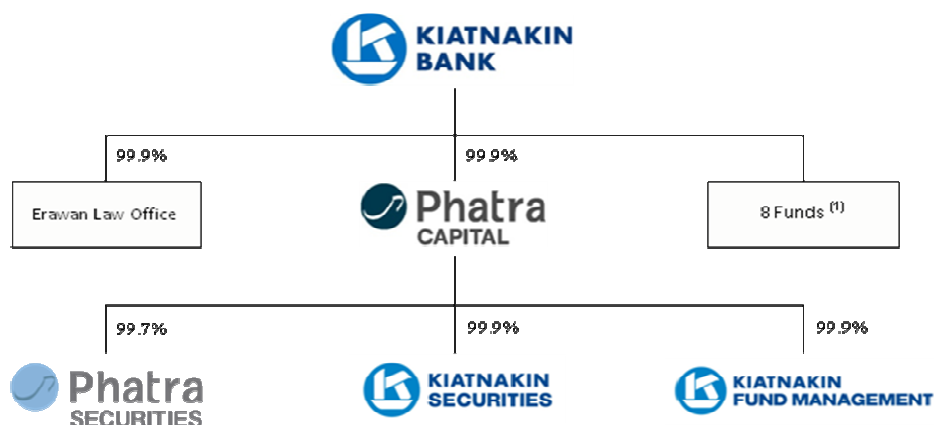 KIATNAKIN
BANK
99.9%
99.9%
Erawan Law Office
Phatra
CAPITAL
8 Funds (1)
99.7%
99.9%
99.9%
Phatra
SECURITIES
KIATNAKIN
SECURITIES
KIATNAKIN
FUND MANAGEMENT